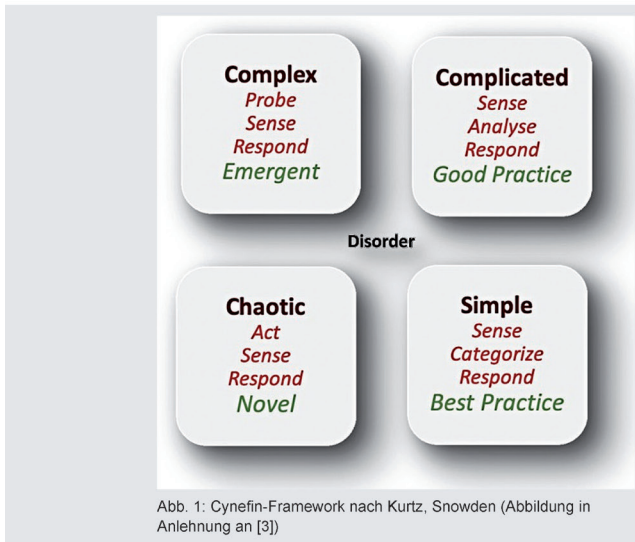 Complex
Probe
Sense
Respond
Emergent
Complicated
Sense
Analyse
Respond
Good Practice
Disorder
Chaotic
Act
Sense
Respond
Novel
Simple
Sense
Categorize
Respond
Best Practice
Abb. 1: Cynefin-Framework nach Kurtz, Snowden (Abbildung in
Anlehnung an [3])